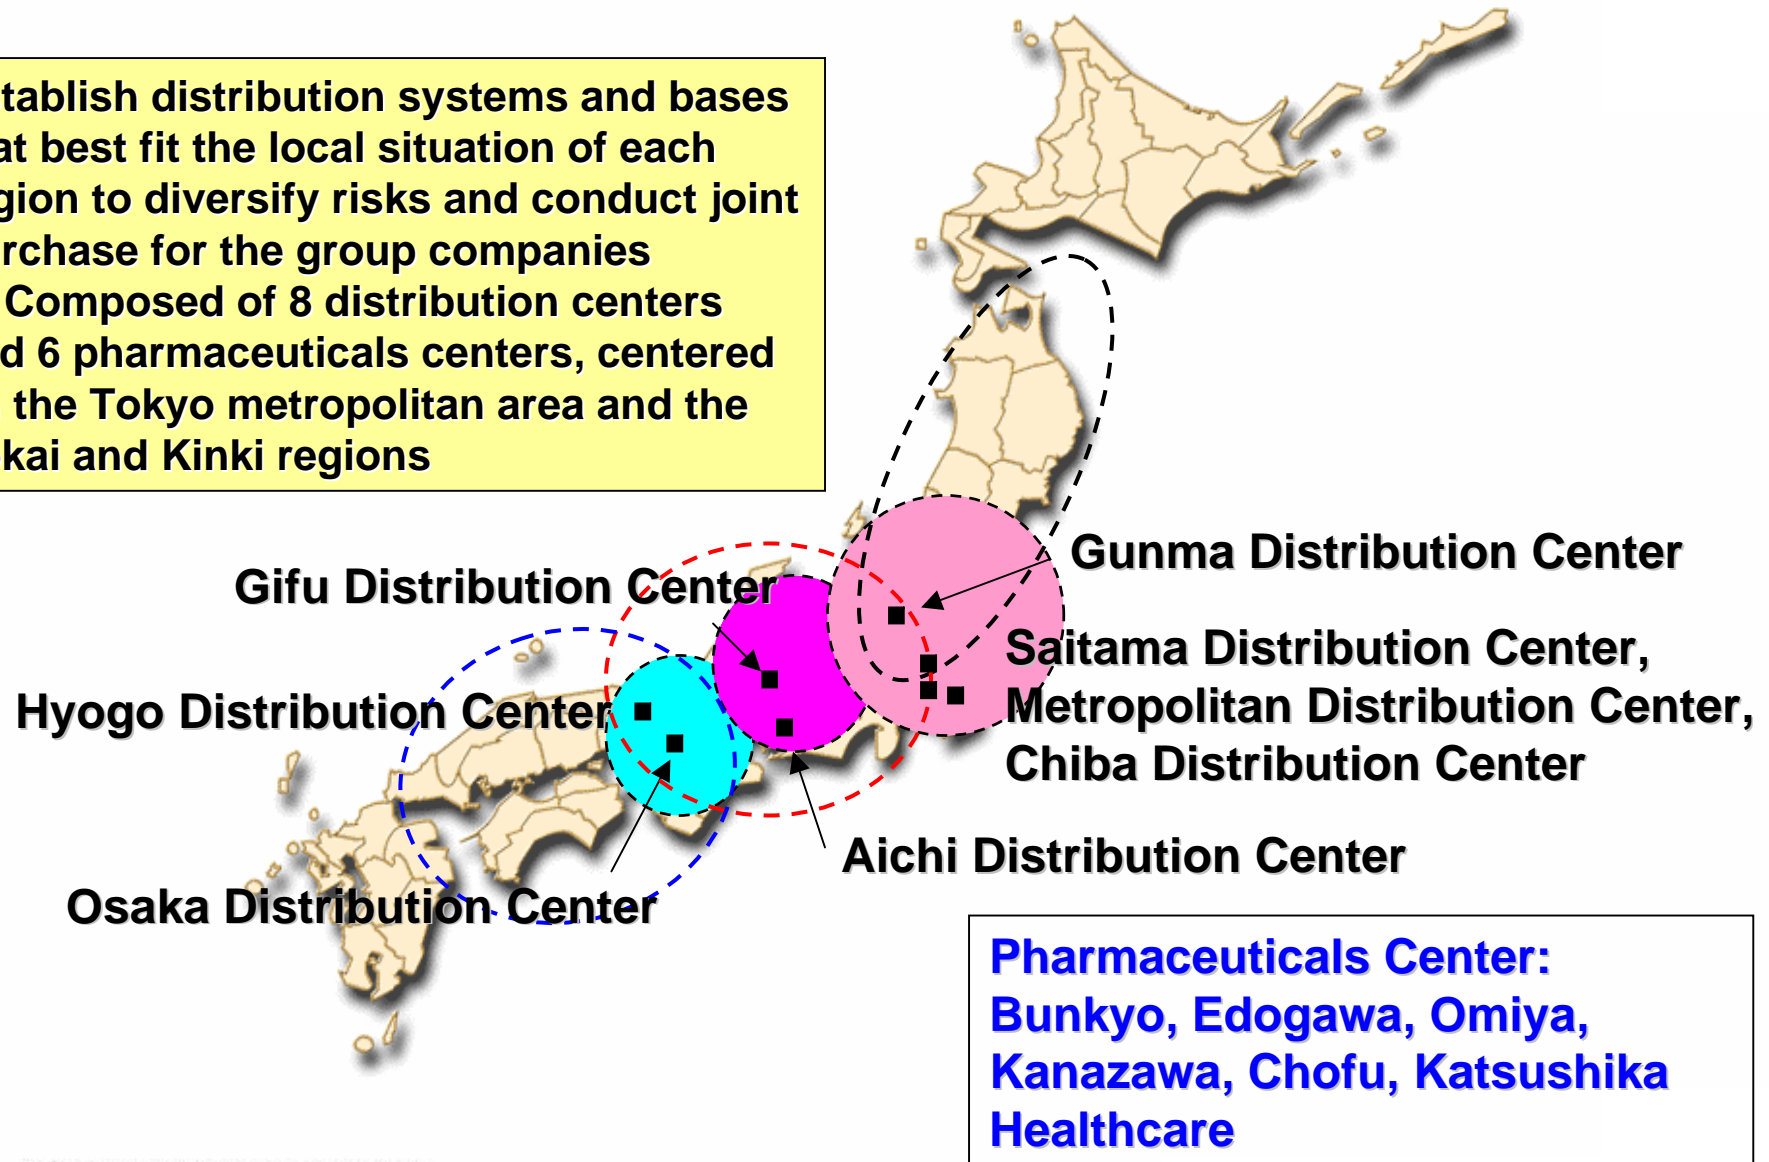 tablish distribution systems and bases
at best fit the local situation of each
gion to diversify risks and conduct joint
rchase for the group companies
Composed of 8 distribution centers
d 6 pharmaceuticals centers, centered
the Tokyo metropolitan area and the
kai and Kinki regions
Gunma Distribution Center
Gifu Distribution Center
Saitama Distribution Center,
Metropolitan Distribution Center,
Chiba Distribution Center
Hyogo Distribution Center
Aichi Distribution Center
Osaka Distribution Center
Pharmaceuticals Center:
Bunkyo, Edogawa, Omiya,
Kanazawa, Chofu, Katsushika
Healthcare